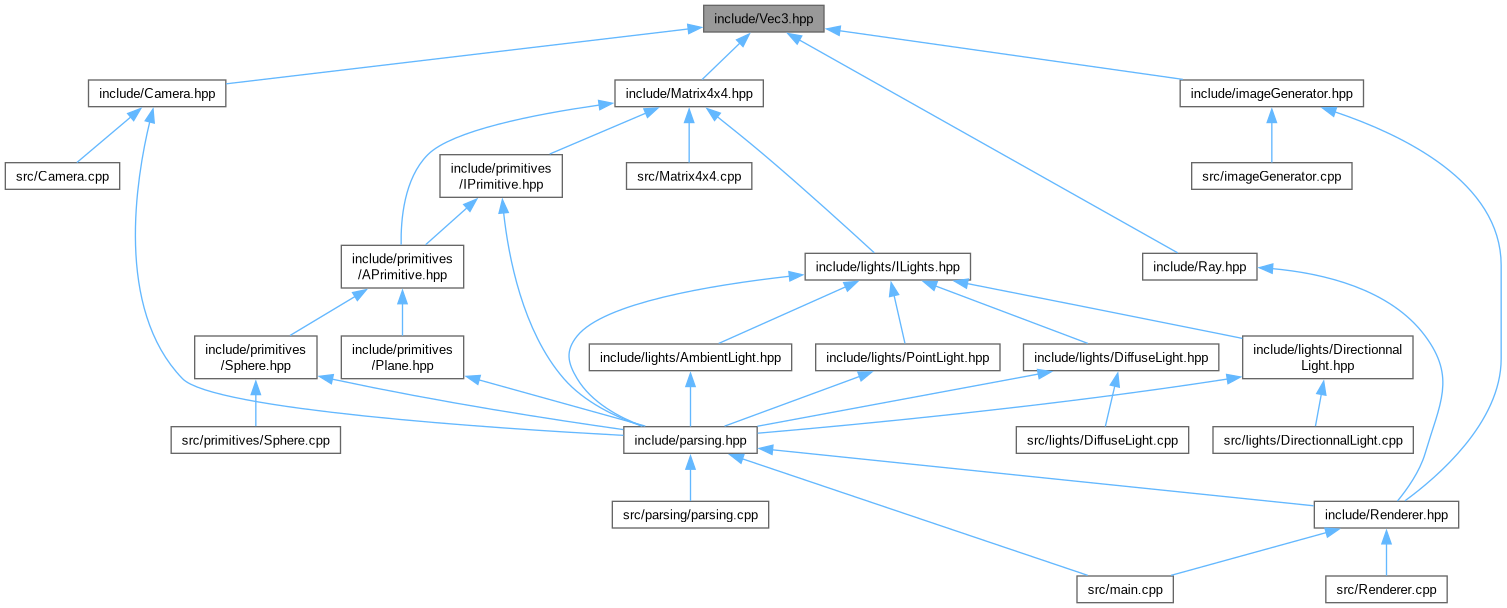 include/Vec3.hpp
include/Camera.hpp
include/Matrix4x4.hpp
include/imageGenerator.hpp
src/Camera.cpp
include/primitives
/IPrimitive.hpp
src/Matrix4x4.cpp
src/imageGenerator.cpp
include/primitives
/APrimitive.hpp
include/lights/ILights.hpp
include/Ray.hpp
include/primitives
/Sphere.hpp
include/primitives
/Plane.hpp
include/lights/AmbientLight.hpp
include/lights/PointLight.hpp
include/lights/DiffuseLight.hpp
include/lights/Directionnal
Light.hpp
src/primitives/Sphere.cpp
include/parsing.hpp
src/lights/DiffuseLight.cpp
src/lights/DirectionnalLight.cpp
src/parsing/parsing.cpp
include/Renderer.hpp
src/main.cpp
src/Renderer.cpp